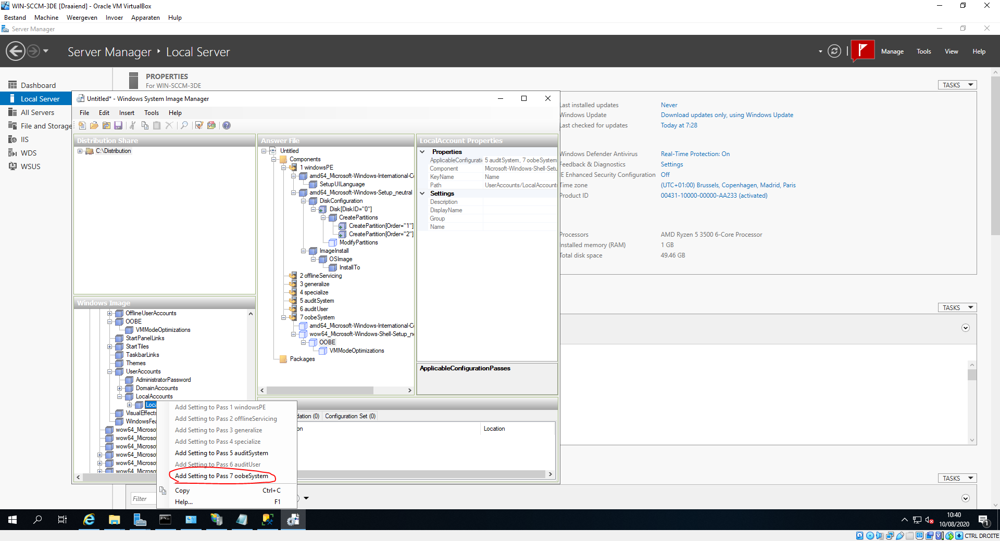 WIN-SCCM-3DE [Draaiend] - Oracle VM VirtualBox
Bestand Machine Weergeven Invoer Apparaten Hulp
Server Manager
Server Manager ‣ Local Server
Manage Tools View Help
Dashboard
Local Server
All Servers
File and Storage
IIS
WDS
WSUS
PROPERTIES
For WIN-SCCM-3DE
TASKS
Untitled* - Windows System Image Manager
File Edit Insert Tools Help
Distribution Share
C:\Distribution
Windows Image
OfflineUserAccounts
OOBE
VMModeOptimizations
StartPanelLinks
StartTiles
TaskbarLinks
Themes
UserAccounts
AdministratorPassword
DomainAccounts
LocalAccounts
Loca
VisualEffects
WindowsFea
wow64_Microso
wow64_Microso
wow64_Microso
wow64_Microso
wow64_Microso
wow64_Microso
Answer File
Untitled
Components
1 windowsPE
amd64_Microsoft-Windows-International-Co
SetupUILanguage
amd64_Microsoft-Windows-Setup_neutral
DiskConfiguration
Disk[DiskID="0"]
CreatePartitions
CreatePartition[Order="1"]
CreatePartition[Order="2"]
ModifyPartitions
ImageInstall
OSImage
InstallTo
2 offlineServicing
3 generalize
4 specialize
5 auditSystem
6 auditUser
7 oobeSystem
amd64_Microsoft-Windows-International-Co
wow64_Microsoft-Windows-Shell-Setup_ne
OOBE
VMModeOptimizations
Packages
LocalAccount Properties
Properties
ApplicableConfiguratio 5 auditSystem, 7 oobeSystem
Component Microsoft-Windows-Shell-Setu
KeyName Name
Path UserAccounts/LocalAccounts
Settings
Description
DisplayName
Group
Name
ApplicableConfigurationPasses
dation (0) Configuration Set (0)
on Location
Add Setting to Pass 1 windowsPE
Add Setting to Pass 2 offlineServicing
Add Setting to Pass 3 generalize
Add Setting to Pass 4 specialize
Add Setting to Pass 5 auditSystem
Add Setting to Pass 6 auditUser
Add Setting to Pass 7 oobeSystem
Copy Ctrl+C
Help... F1
Last installed updates Never
Windows Update Download updates only, using Windows Update
Last checked for updates Today at 7:28
Windows Defender Antivirus Real-Time Protection: On
Feedback & Diagnostics Settings
IE Enhanced Security Configuration Off
Time zone (UTC+01:00) Brussels, Copenhagen, Madrid, Paris
Product ID 00431-10000-00000-AA233 (activated)
Processors AMD Ryzen 5 3500 6-Core Processor
Installed memory (RAM) 1 GB
Total disk space 49.46 GB
TASKS
TASKS
Filter
10:40
10/08/2020
1
CTRL DROITE